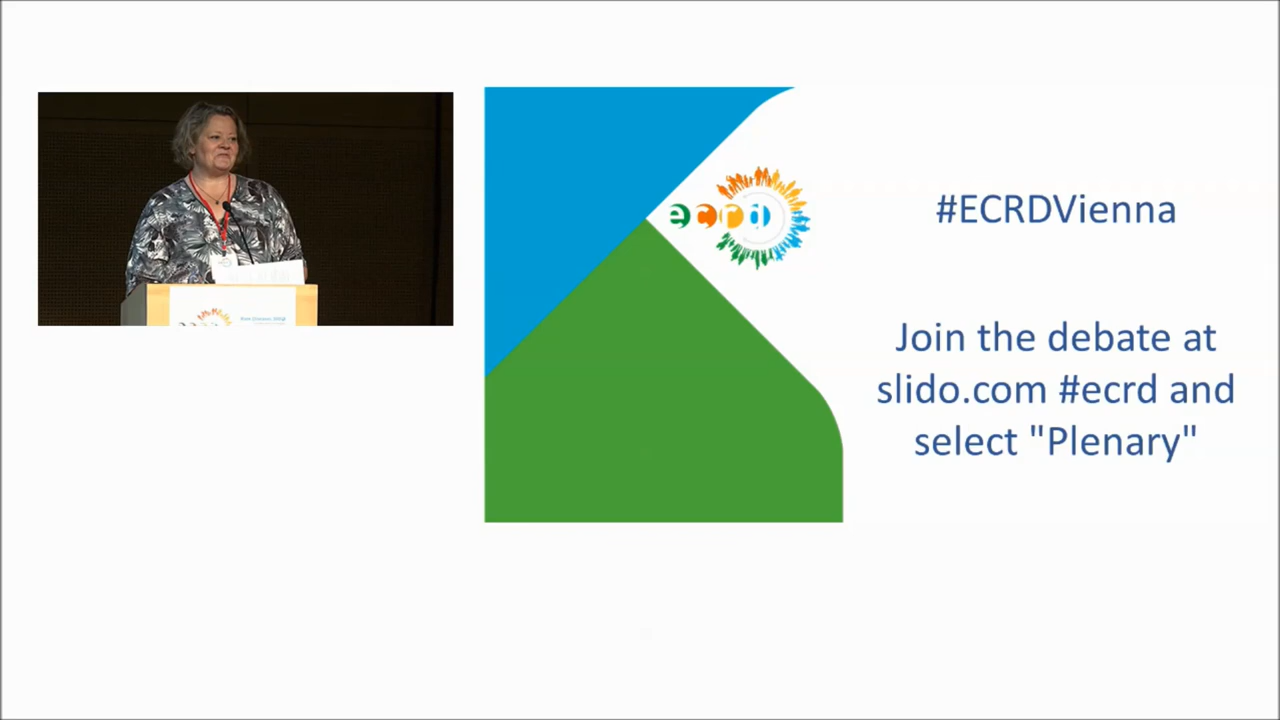 ecrd
#ECRDVienna
Join the debate at
slido.com #ecrd and
select "Plenary"